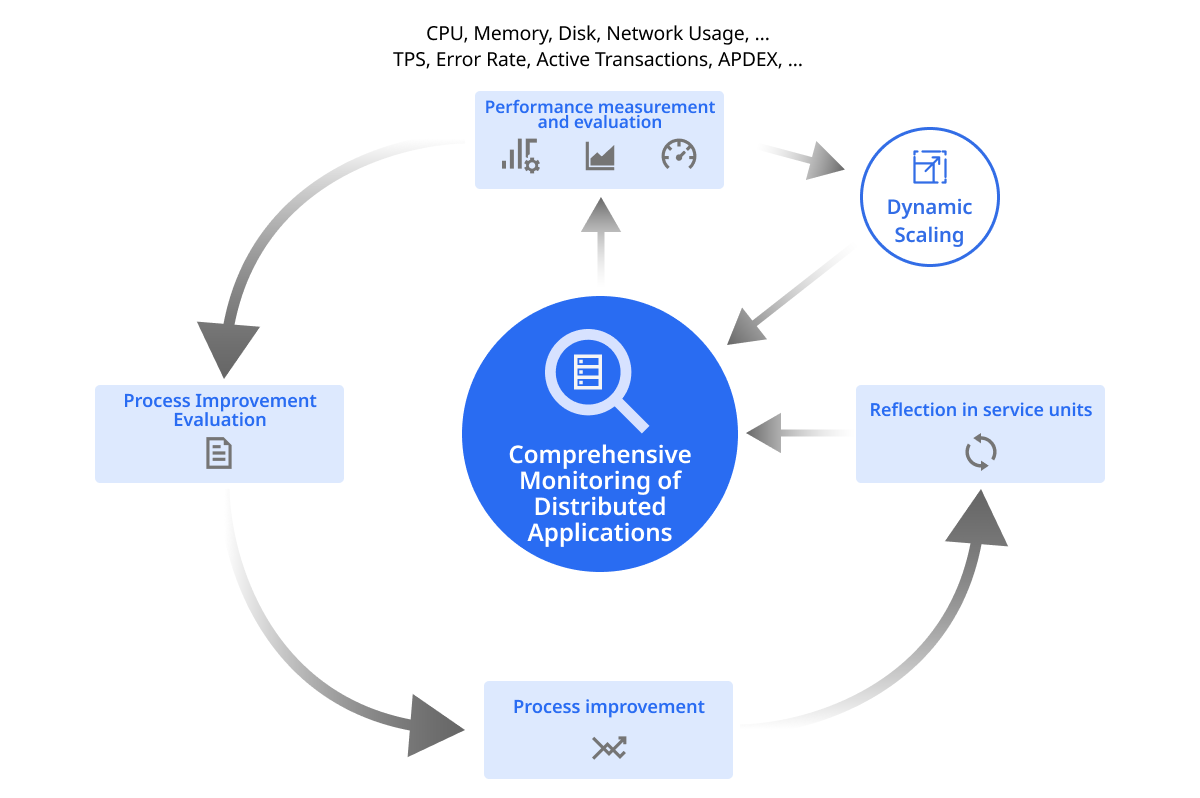 CPU, Memory, Disk, Network Usage, ...
TPS, Error Rate, Active Transactions, APDEX, ...
Performance measurement
and evaluation
Dynamic
Scaling
Process Improvement
Evaluation
Comprehensive
Monitoring of
Distributed
Applications
Reflection in service units
Process improvement